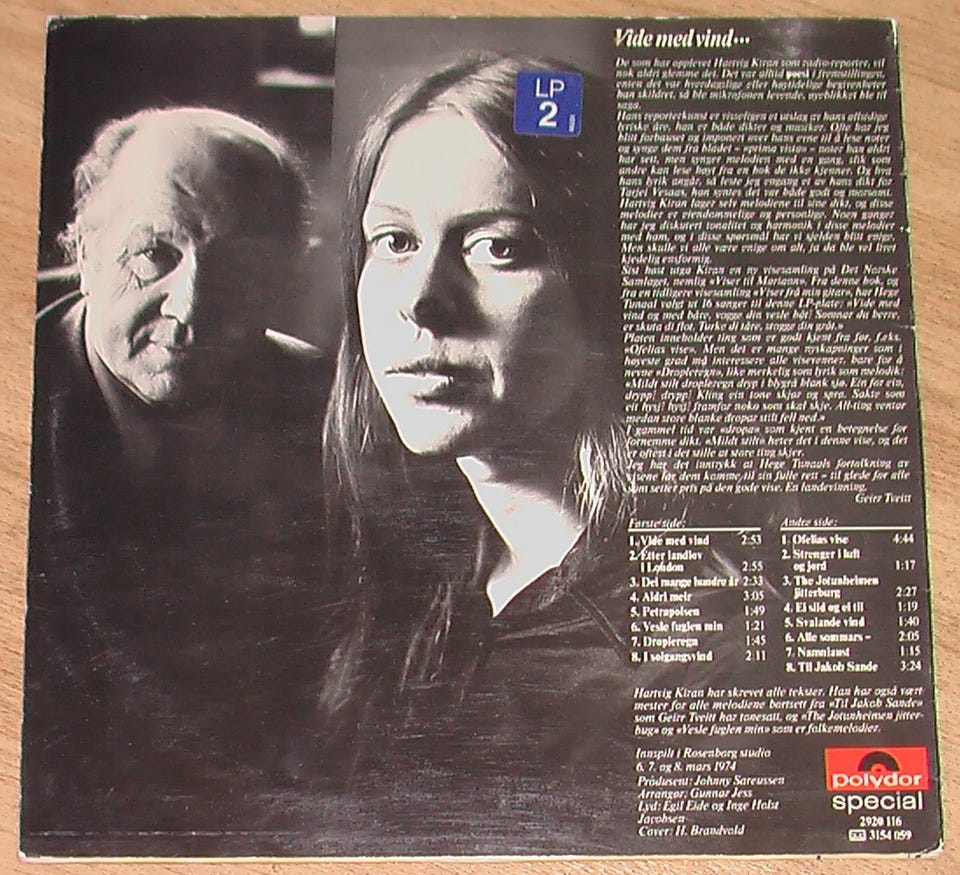 LP
2
Vide med vind...
De som har opplevet Hartvig Kiran som radio-reporter, vil
nok aldri glemme det. Det var alltid poesi i fremstillingen,
enten det var hverdagslige eller høytidelige begivenheter
han skildret, så ble mikrofonen levende, øyeblikket ble til
saga.
Hans reporterkunst er visseligen et utslag av hans allsidige
lyriske åre, han er både dikter og musiker. Ofte har jeg
blitt forbauset og imponert over hans evne til å lese noter
og synge dem fra bladet – «prima vista» – noter han aldri
har sett, men synger melodien med en gang, slik som
andre kan lese høyt fra en bok de ikke kjenner. Og hva
hans lyrik angår, så leste jeg engang et av hans dikt for
Tarjei Vesaas, han syntes det var både godt og morsamt.
Hartvig Kiran lager selv melodiene til sine dikt, og disse
melodier er eiendommelige og personlige. Noen ganger
har jeg diskutert tonalitet og harmonik i disse melodier
med ham, og i disse spørsmål har vi sjelden blitt enige.
Men skulle vi alle være enige om alt, ja da ble vel livet
kjedelig ensformig.
Sist høst utga Kiran en ny visesamling på Det Norske
Samlaget, nemlig «Viser til Mariann». Fra denne bok, og
fra en tidligere visesamling «Viser frå min gitar», har Hege
Tunaal valgt ut 16 sanger til denne LP-plate: «Vide med
vind og med båre, vogge din vesle båt! Somnar du berre,
er skuta di flot. Turke di tåre, stogge din gråt.»
Platen inneholder ting som er godt kjent fra før, f.eks.
«Ofelias vise». Men det er mange nyskapninger som i
høyeste grad må interessere alle visevenner, bare for å
nevne «Dropleregn», like merkelig som lyrik som melodik:
«Mildt stilt dropleregn dryp i blygrå blank sjø. Ein for ein,
drypp! drypp! Kling ein tone skjør og sprø. Sakte som
eit hysj! hysj! framfor noko som skal skje. All-ting ventar
medan store blanke dropar stilt fell ned.»
I gammel tid var «dropa» som kjent en betegnelse for
fornemme dikt. «Mildt stilt» heter det i denne vise, og det
er oftest i det stille at store ting skjer.
Jeg har det inntrykk at Hege Tunaals fortolkning av
visene lar dem komme til sin fulle rett – til glede for alle
som setter pris på den gode vise. En landevinning.
Geirr Tveitt
Første side:
1. Vide med vind 2:53
2. Etter landlov
i London 2:55
3. Dei mange hundre år 2:33
4. Aldri meir 3:05
5. Petrapolsen 1:49
6. Vesle fuglen min 1:21
7. Dropleregn 1:45
8. I solgangsvind 2:11
Andre side:
1. Ofelias vise 4:44
2. Strenger i luft
og jord 1:17
3. The Jotunheimen
jitterburg 2:27
4. Ei slid og ei til 1:19
5. Svalande vind 1:40
6. Alle sommars – 2:05
7. Namnlaust 1:15
8. Til Jakob Sande 3:24
Hartvig Kiran har skrevet alle tekster. Han har også vært
mester for alle melodiene bortsett fra «Til Jakob Sande»
som Geirr Tveitt har tonesatt, og «The Jotunheimen jitter-
bug» og «Vesle fuglen min» som er folkemelodier.
Innspilt i Rosenborg studio
6. 7. og 8. mars 1974
Produsent: Johnny Sareussen
Arrangør: Gunnar Jess
Lyd: Egil Eide og Inge Holst
Jacobsen
Cover: H. Brandvold
polydor
special
2920 116
3154 059